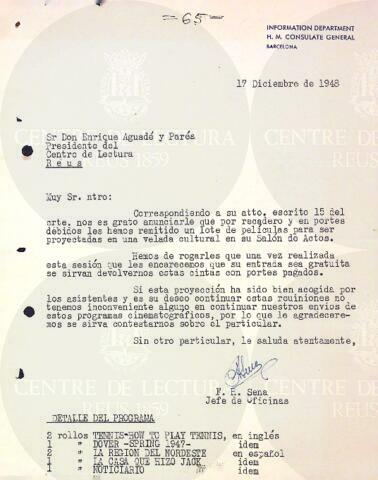 =65=
INFORMATION DEPARTMENT
H. M. CONSULATE GENERAL
BARCELONA
17 Diciembre de 1948
Sr Don Enrique Aguadé y Parés
Presidente del
Centro de Lectura
Reus
Muy Sr. ntro:
Correspondiendo a su atto. escrito 15 del
crte. nos es grato anunciarle que por recadero y en portes
debidos les hemos remitido un lote de películas para ser
proyectadas en una velada cultural en su Salón de Actos.
Hemos de rogarles que una vez realizada
esta sesión que les encarecemos que su entrada sea gratuita
se sirvan devolvernos estas cintas con portes pagados.
Si esta proyección ha sido bien acogida por
los asistentes y es su deseo continuar estas rouiniones no
tenemos inconveniente alguno en continuar nuestros envios de
estos programas cinematográficos, por lo que le agradecere-
mos se sirva contestarnos sobre el particular.
Sin otro particular, le saluda atentamente,
F. R. Sena
Jefe de Oficinas
DETALLE DEL PROGRAMA
2 rollos TENNIS-HOW TO PLAY TENNIS, en inglés
1 " DOVER -SPRING 1947- idem
2 " LA REGION DEL NORDESTE en español
1 " LA CASA QUE HIZO JACK idem
1 " NOTICIARIO idem
CENTRE DE LECTURA
REUS 1859
CENTRE DE LECTURA
REUS 1859